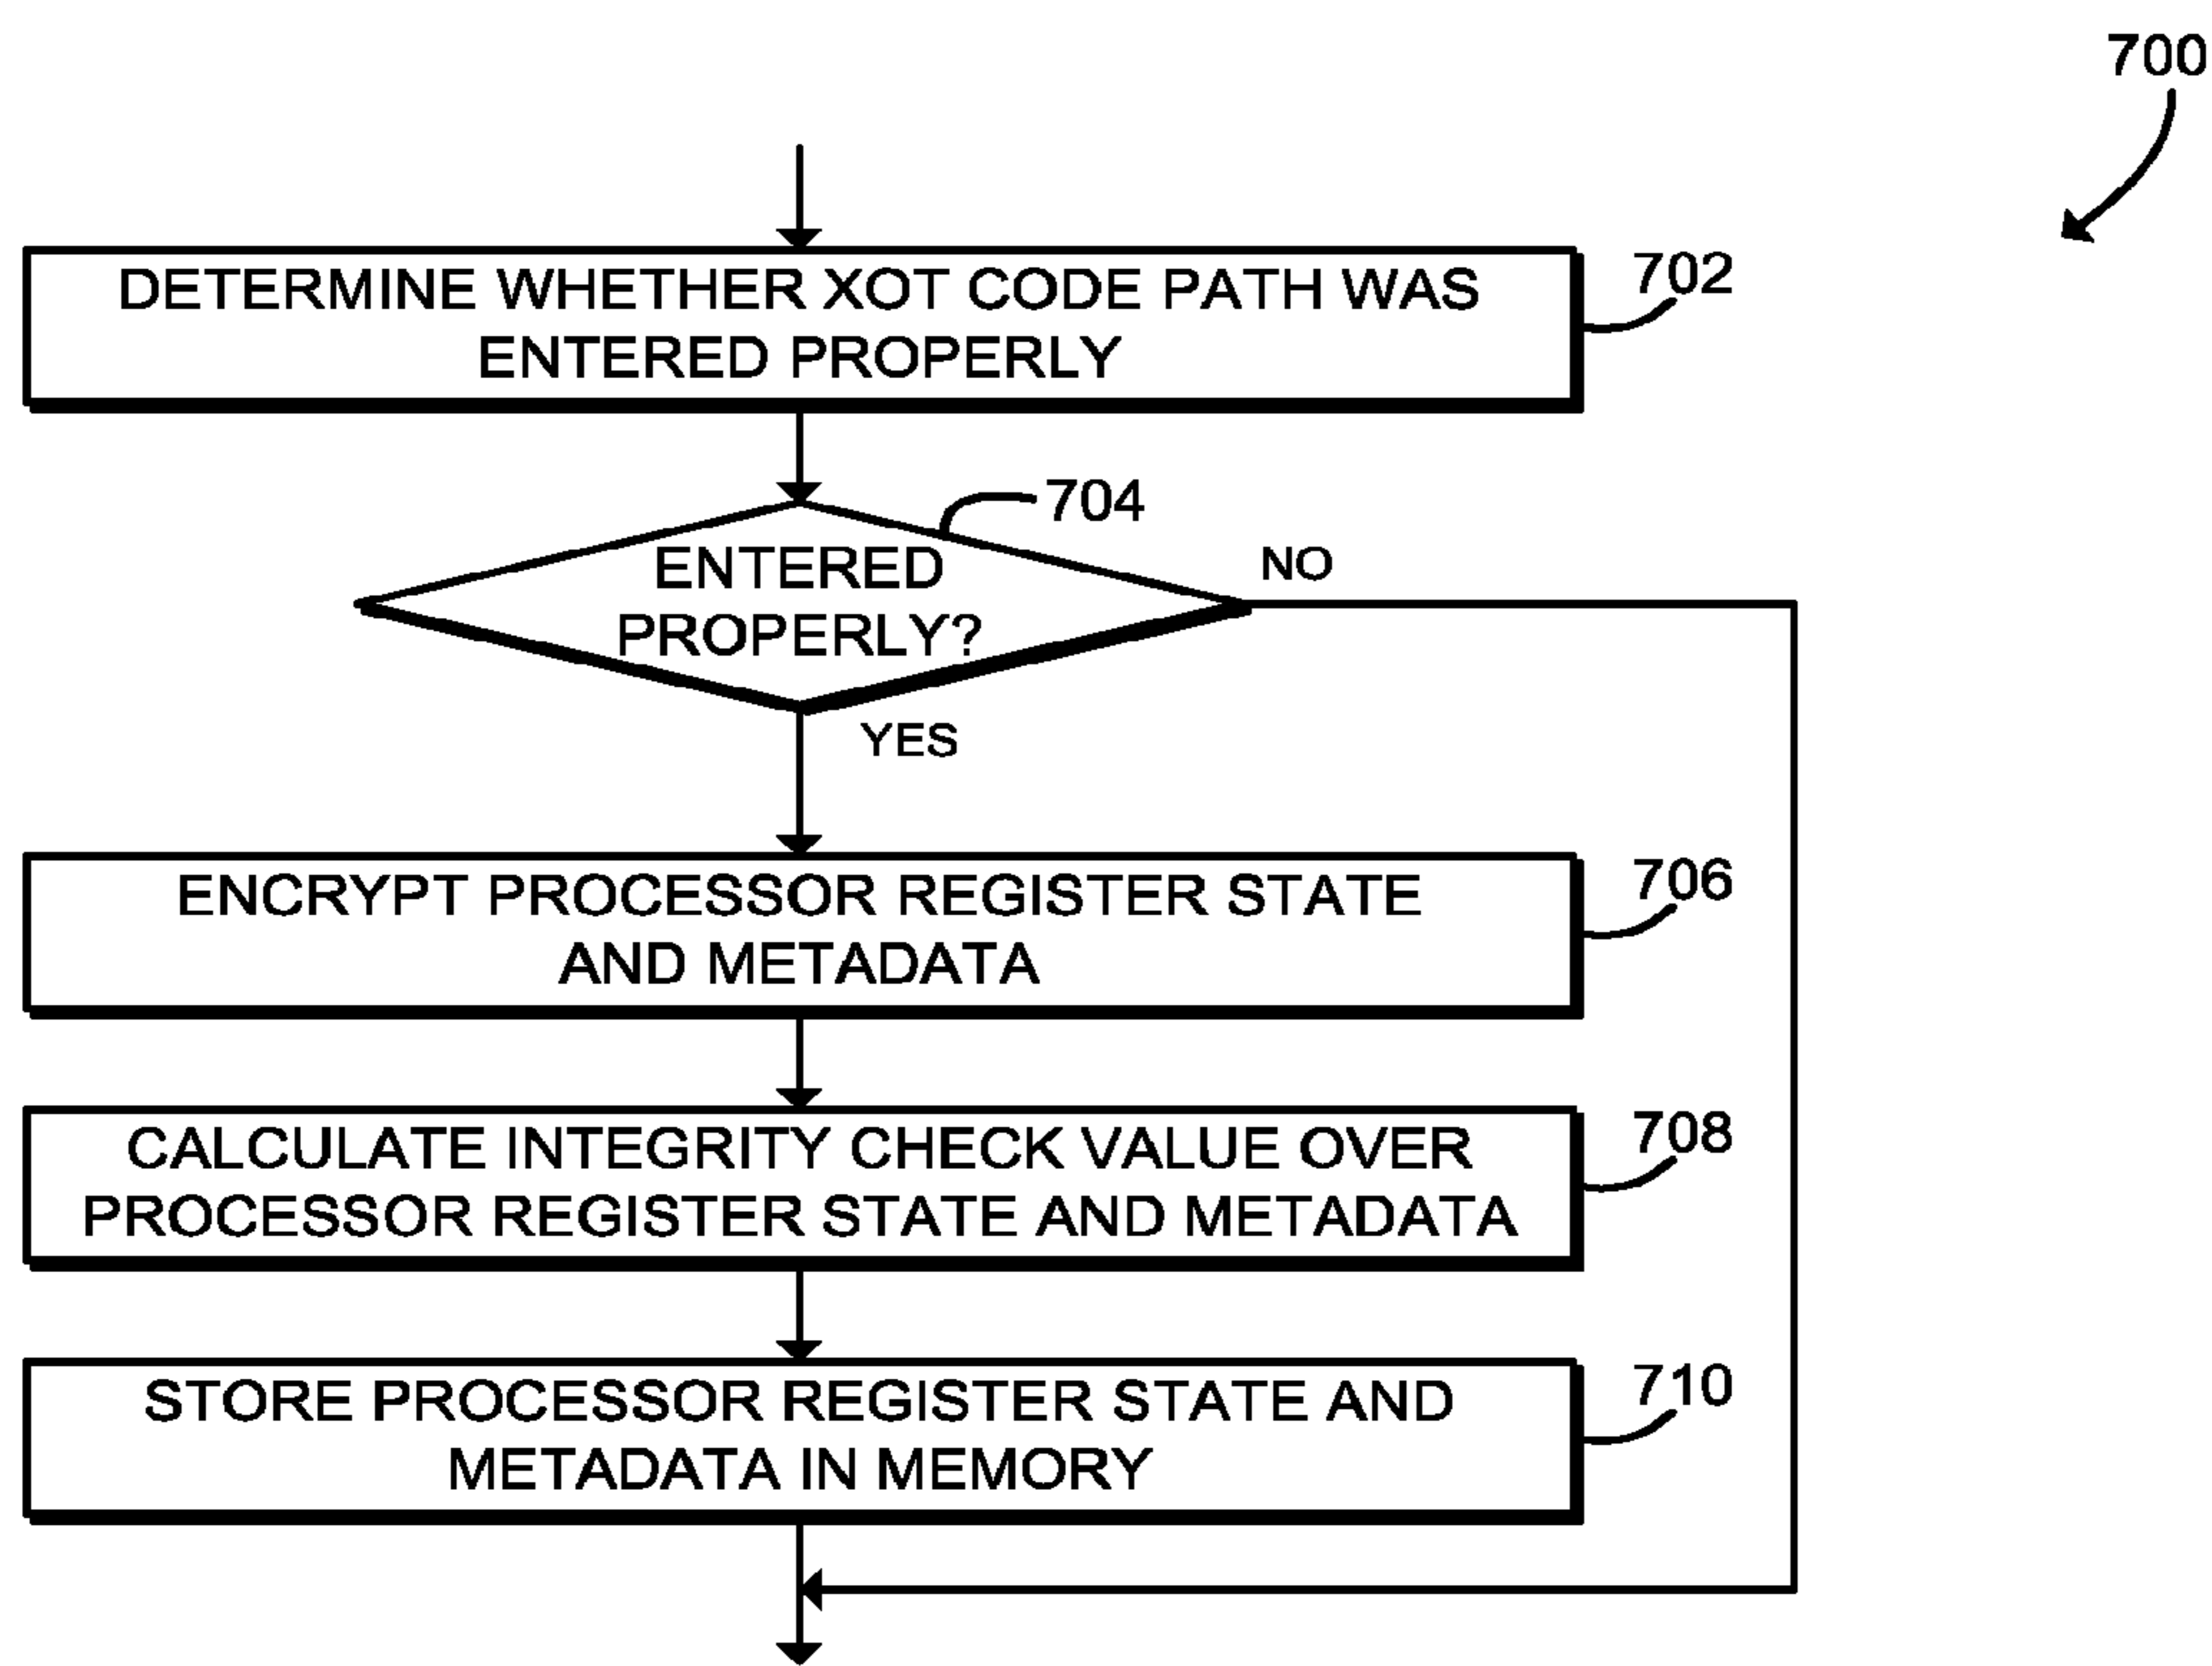 700
DETERMINE WHETHER XOT CODE PATH WAS
ENTERED PROPERLY
702
704
ENTERED
PROPERLY?
NO
YES
ENCRYPT PROCESSOR REGISTER STATE
AND METADATA
706
CALCULATE INTEGRITY CHECK VALUE OVER
PROCESSOR REGISTER STATE AND METADATA
708
STORE PROCESSOR REGISTER STATE AND
METADATA IN MEMORY
710